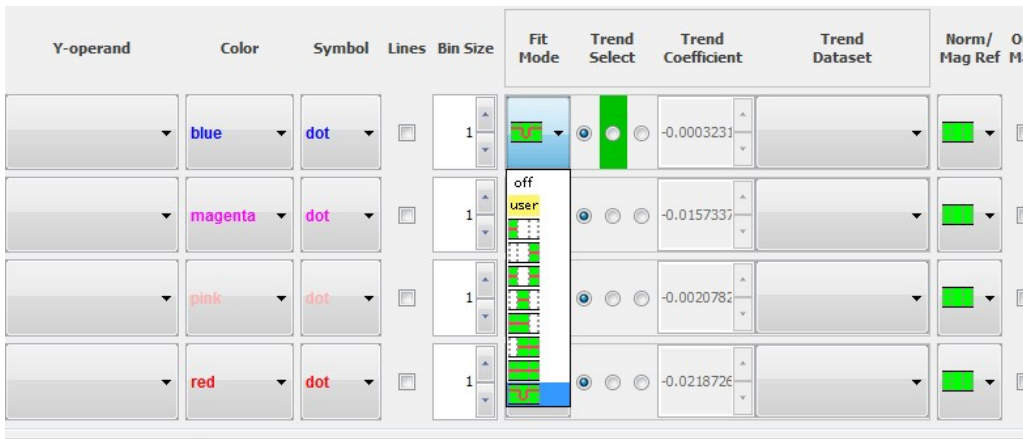 Y-operand Color Symbol Lines Bin Size Fit Mode Trend Select Trend Coefficient Trend Dataset Norm/ Mag Ref
blue dot 1 -0.0003231
off
user
magenta dot 1 -0.0157337
pink dot 1 -0.0020782
red dot 1 -0.0218726